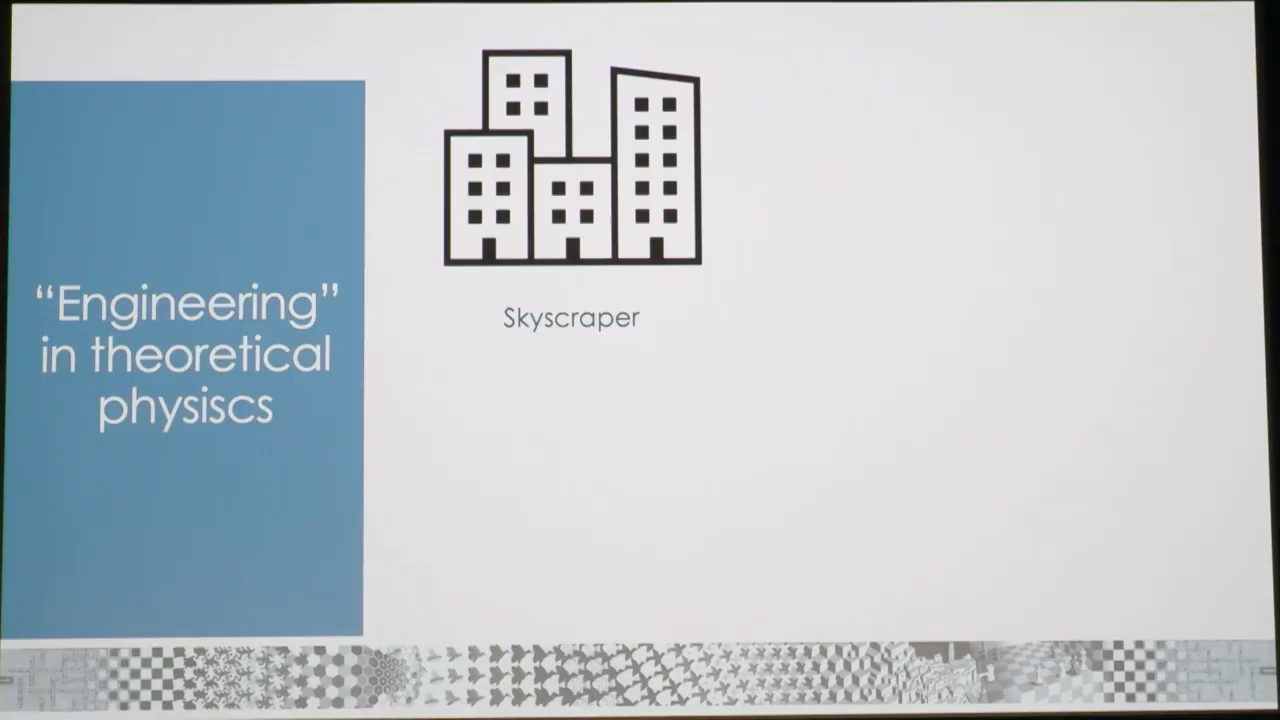 “Engineering”
in theoretical
physiscs
Skyscraper